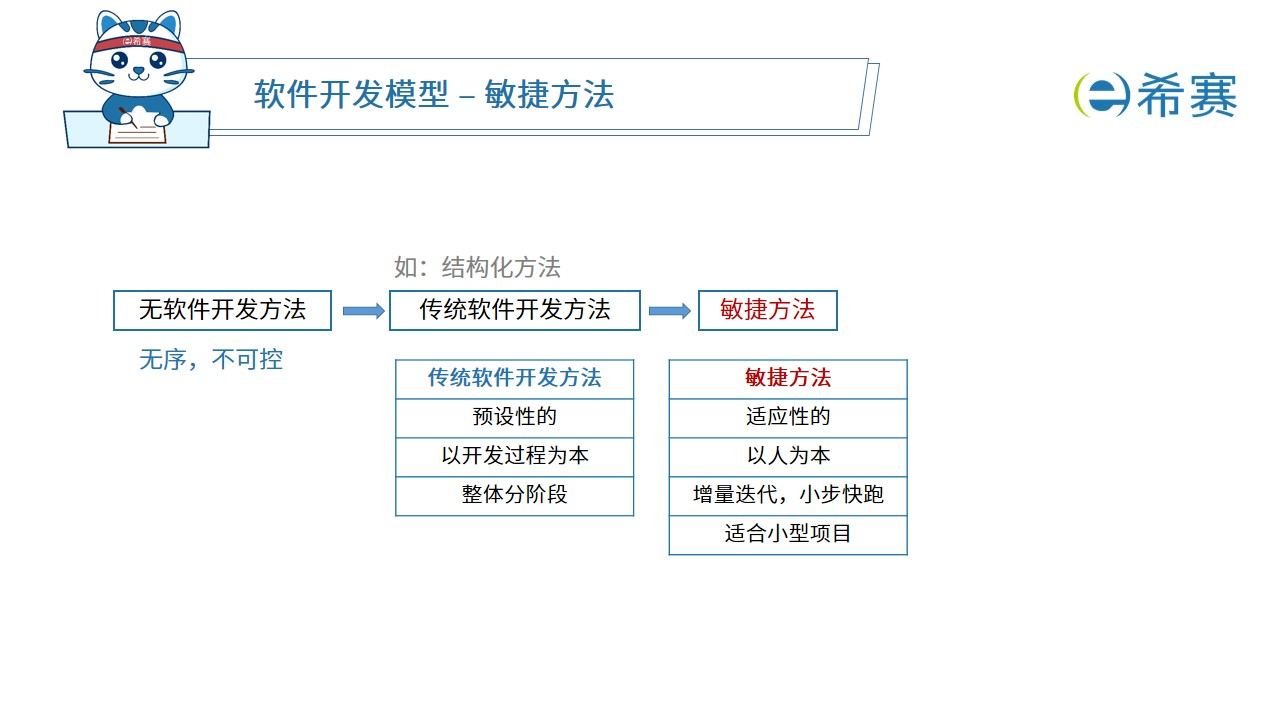 希赛
软件开发模型 – 敏捷方法
希赛
如：结构化方法
无软件开发方法
传统软件开发方法
敏捷方法
无序，不可控
传统软件开发方法
预设性的
以开发过程为本
整体分阶段
敏捷方法
适应性的
以人为本
增量迭代，小步快跑
适合小型项目